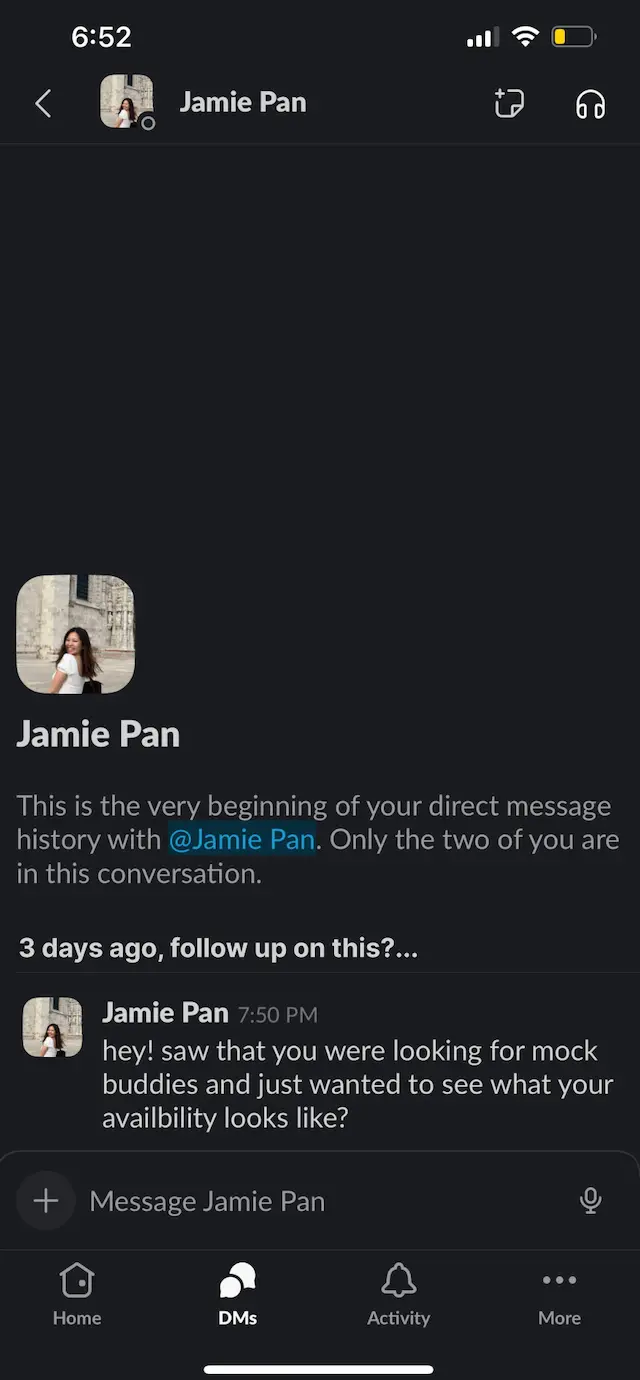 6:52
Jamie Pan
Jamie Pan
This is the very beginning of your direct message
history with @Jamie Pan. Only the two of you are
in this conversation.
3 days ago, follow up on this?...
Jamie Pan 7:50 PM
hey! saw that you were looking for mock
buddies and just wanted to see what your
availbility looks like?
Message Jamie Pan
Home
DMs
Activity
More